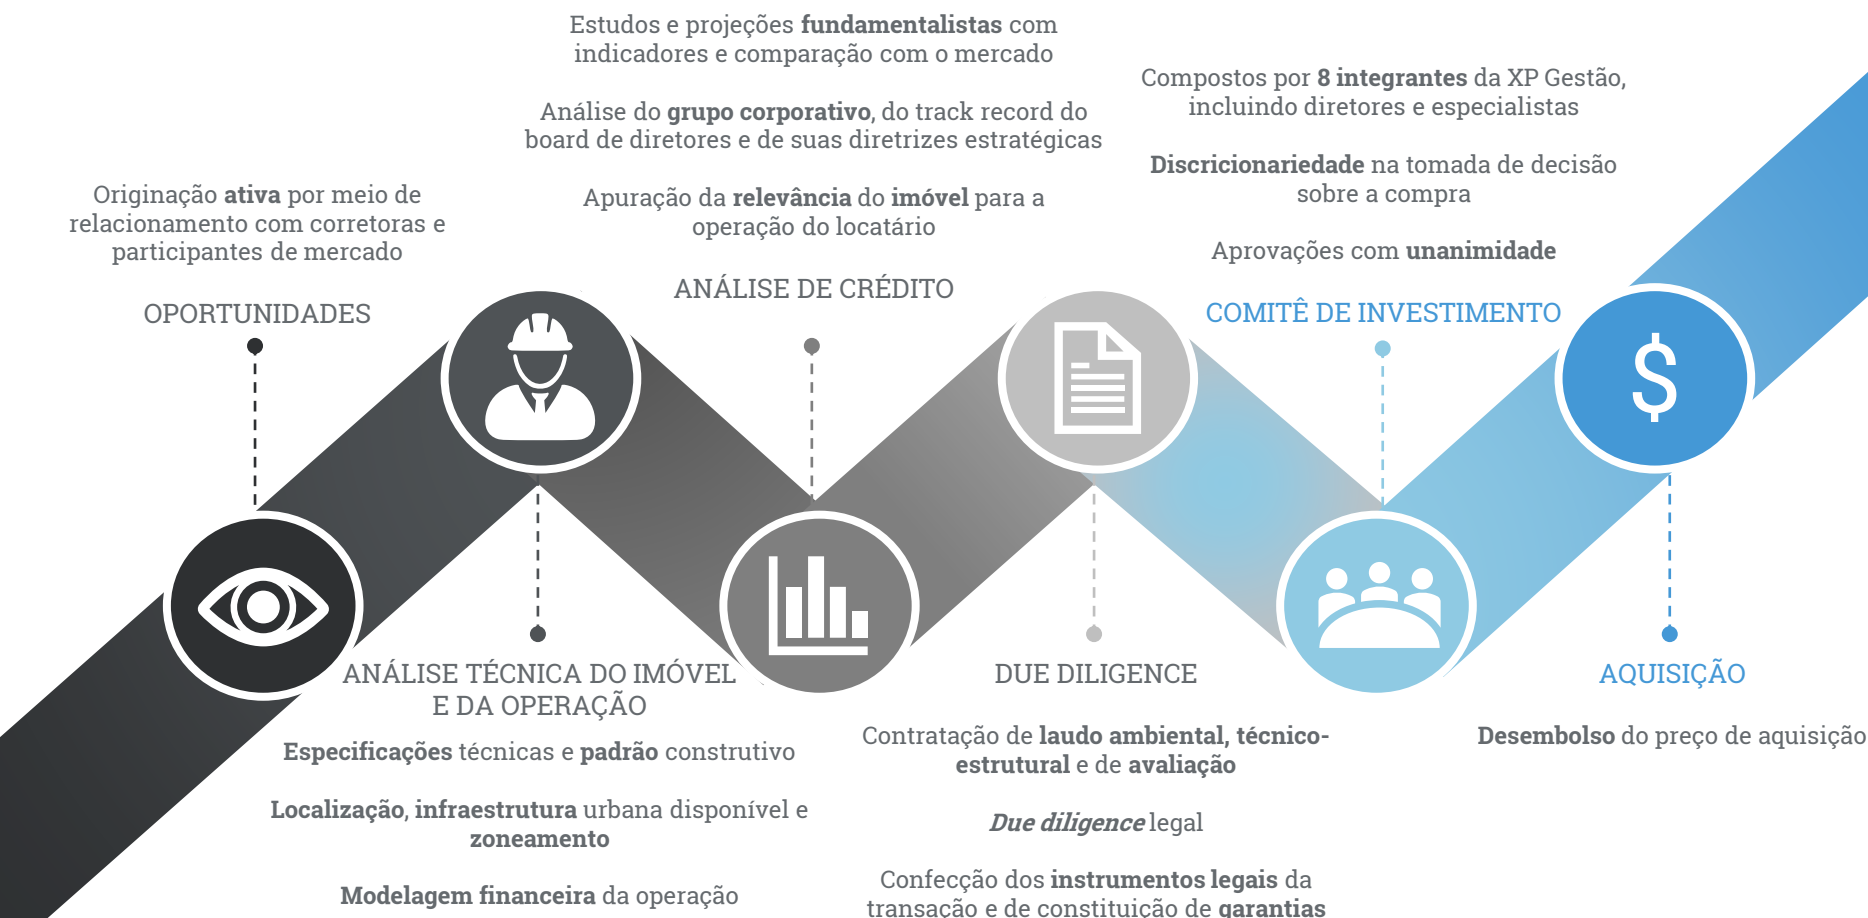 Originação ativa por meio de
relacionamento com corretoras e
participantes de mercado
OPORTUNIDADES
ANÁLISE TÉCNICA DO IMÓVEL
E DA OPERAÇÃO
Especificações técnicas e padrão construtivo
Localização, infraestrutura urbana disponível e
zoneamento
Modelagem financeira da operação
Estudos e projeções fundamentalistas com
indicadores e comparação com o mercado
Análise do grupo corporativo, do track record do
board de diretores e de suas diretrizes estratégicas
Apuração da relevância do imóvel para a
operação do locatário
ANÁLISE DE CRÉDITO
DUE DILIGENCE
Contratação de laudo ambiental, técnico-
estrutural e de avaliação
Due diligence legal
Confecção dos instrumentos legais da
transação e de constituição de garantias
Compostos por 8 integrantes da XP Gestão,
incluindo diretores e especialistas
Discricionariedade na tomada de decisão
sobre a compra
Aprovações com unanimidade
COMITÊ DE INVESTIMENTO
$
AQUISIÇÃO
Desembolso do preço de aquisição